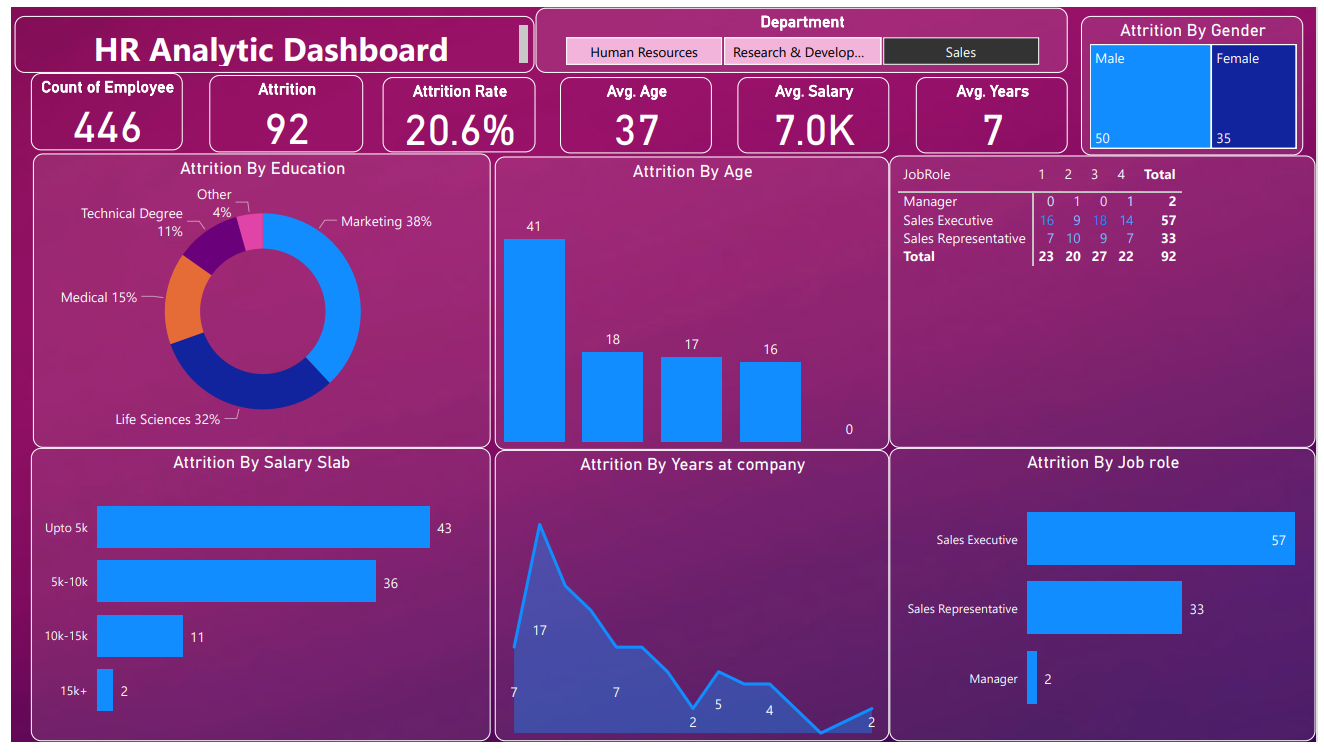 HR Analytic Dashboard
Department
Human Resources
Research & Develop...
Sales
Attrition By Gender
Male
50
Female
35
Count of Employee
446
Attrition
92
Attrition Rate
20.6%
Avg. Age
37
Avg. Salary
7.0K
Avg. Years
7
Attrition By Education
Other
4%
Technical Degree
11%
Marketing 38%
Medical 15%
Life Sciences 32%
Attrition By Age
41
18
17
16
0
JobRole 1 2 3 4 Total
Manager 0 1 0 1 2
Sales Executive 16 9 18 14 57
Sales Representative 7 10 9 7 33
Total 23 20 27 22 92
Attrition By Salary Slab
Upto 5k 43
5k-10k 36
10k-15k 11
15k+ 2
Attrition By Years at company
7
17
7
2
5
4
2
Attrition By Job role
Sales Executive 57
Sales Representative 33
Manager 2